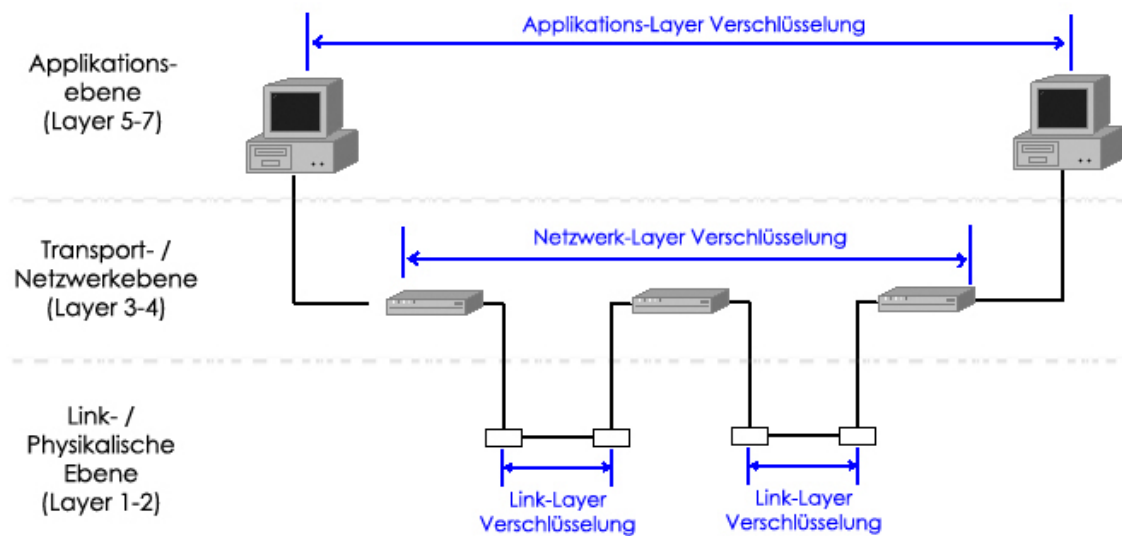 Applikations-Layer Verschlüsselung
Applikations-
ebene
(Layer 5-7)
Netzwerk-Layer Verschlüsselung
Transport- /
Netzwerkebene
(Layer 3-4)
Link- /
Physikalische
Ebene
(Layer 1-2)
Link-Layer
Verschlüsselung
Link-Layer
Verschlüsselung